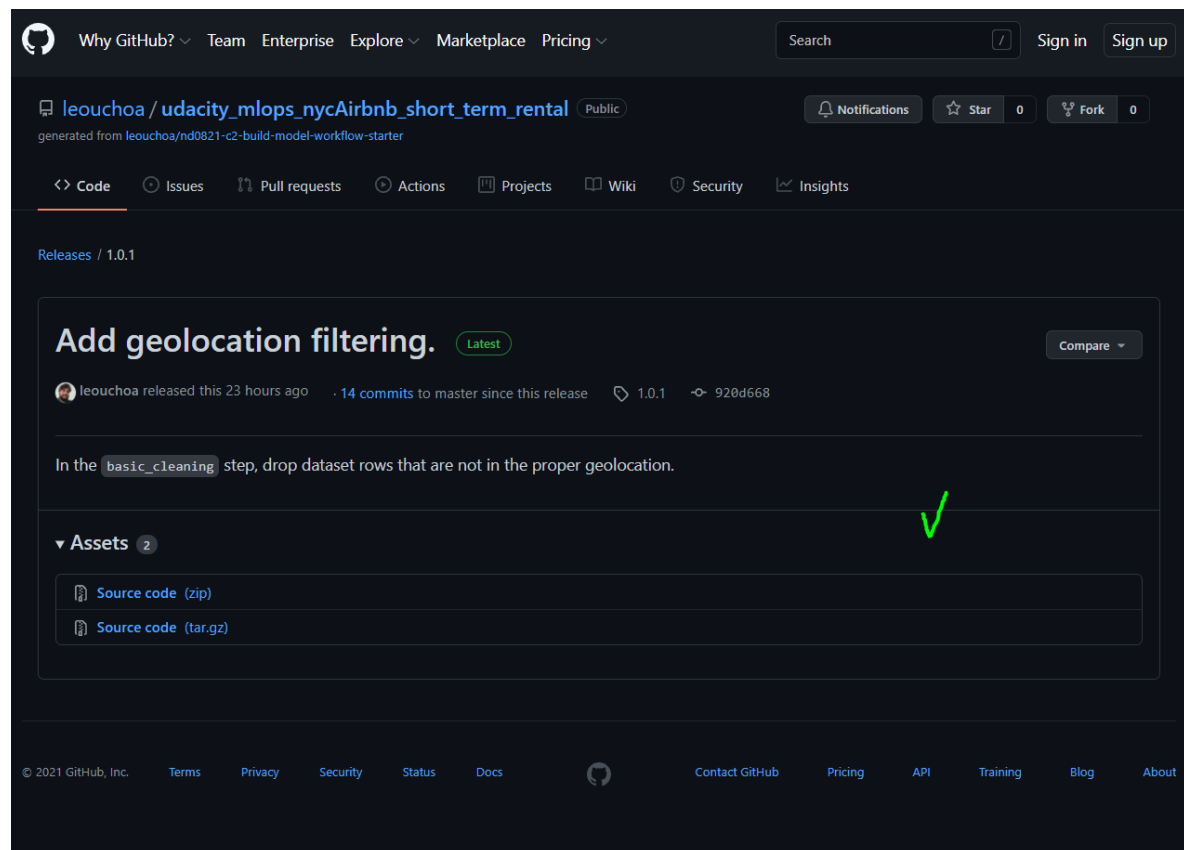 Why GitHub? Team Enterprise Explore Marketplace Pricing Search / Sign in Sign up
leouchoa / udacity_mlops_nycAirbnb_short_term_rental Public Notifications Star 0 Fork 0
generated from leouchoa/nd0821-c2-build-model-workflow-starter
<> Code Issues Pull requests Actions Projects Wiki Security Insights
Releases / 1.0.1
Add geolocation filtering. Latest Compare
leouchoa released this 23 hours ago · 14 commits to master since this release 1.0.1 920d668
In the basic_cleaning step, drop dataset rows that are not in the proper geolocation.
Assets 2
Source code (zip)
Source code (tar.gz)
© 2021 GitHub, Inc. Terms Privacy Security Status Docs Contact GitHub Pricing API Training Blog About